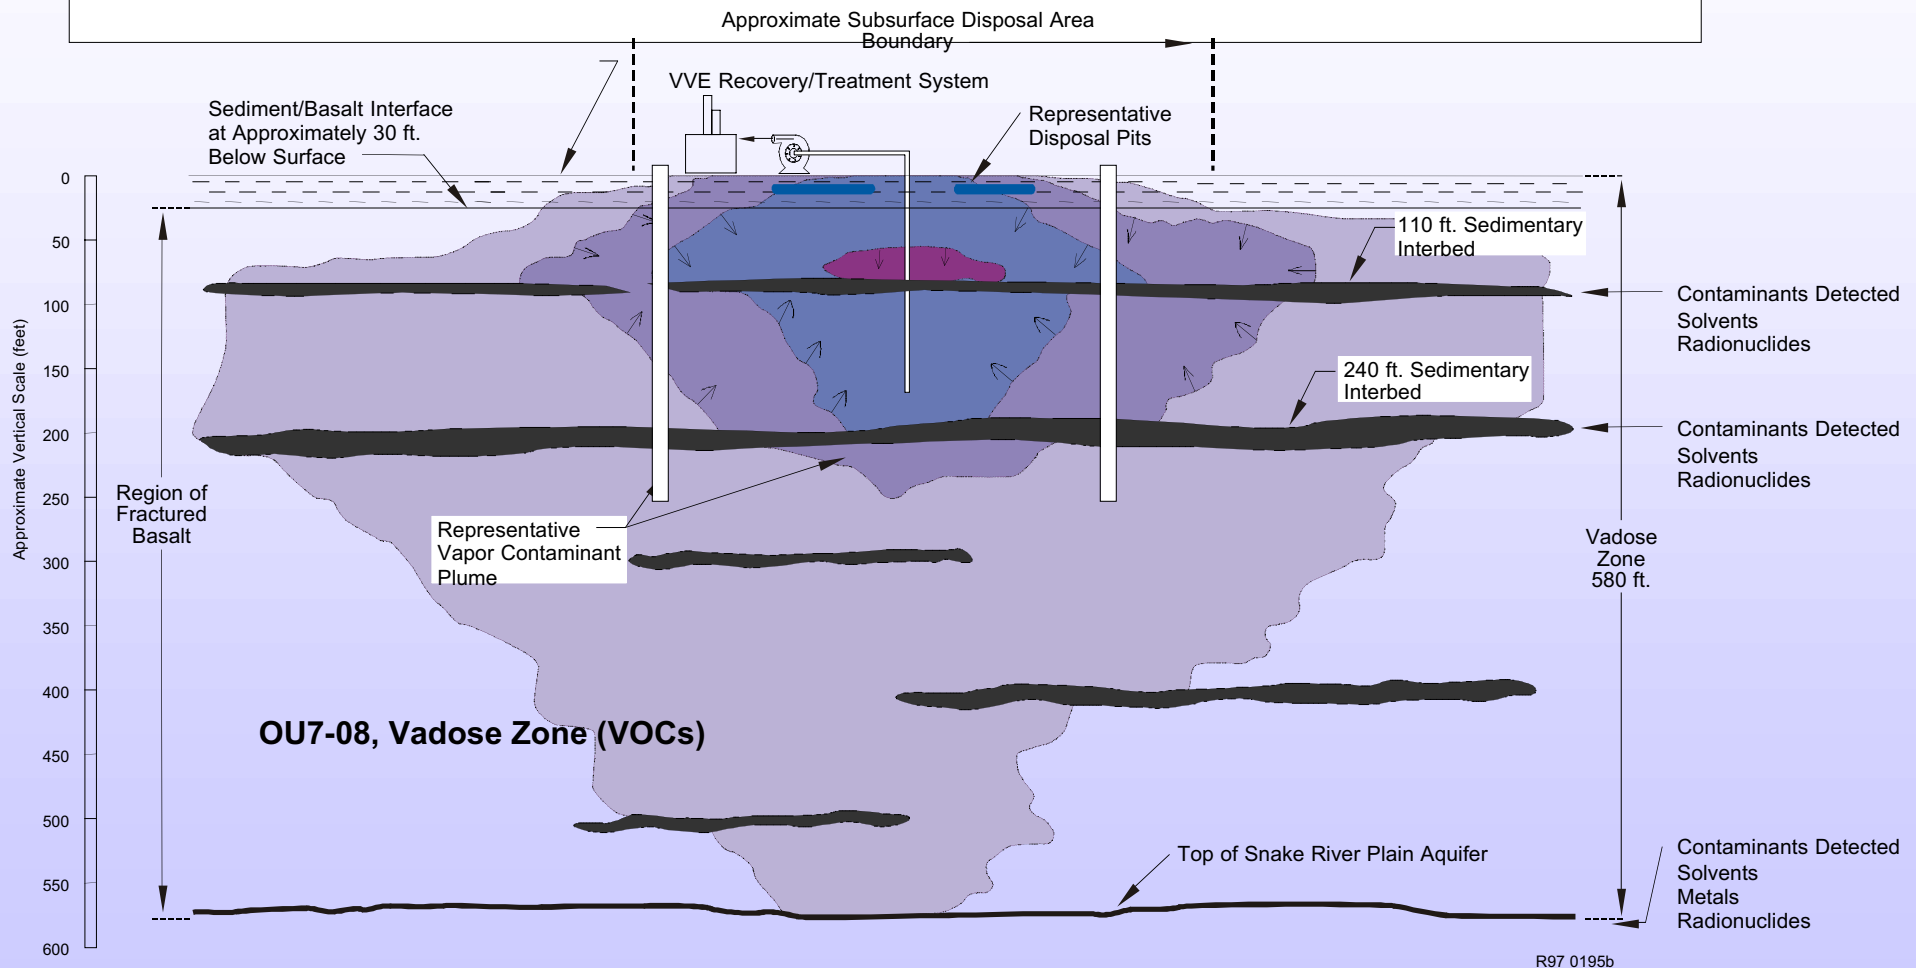 Approximate Subsurface Disposal Area
Boundary
VVE Recovery/Treatment System
Sediment/Basalt Interface
at Approximately 30 ft.
Below Surface
Representative
Disposal Pits
110 ft. Sedimentary
Interbed
Contaminants Detected
Solvents
Radionuclides
240 ft. Sedimentary
Interbed
Contaminants Detected
Solvents
Radionuclides
Region of
Fractured
Basalt
Representative
Vapor Contaminant
Plume
Vadose
Zone
580 ft.
OU7-08, Vadose Zone (VOCs)
Top of Snake River Plain Aquifer
Contaminants Detected
Solvents
Metals
Radionuclides
Approximate Vertical Scale (feet)
0
50
100
150
200
250
300
350
400
450
500
550
600
R97 0195b